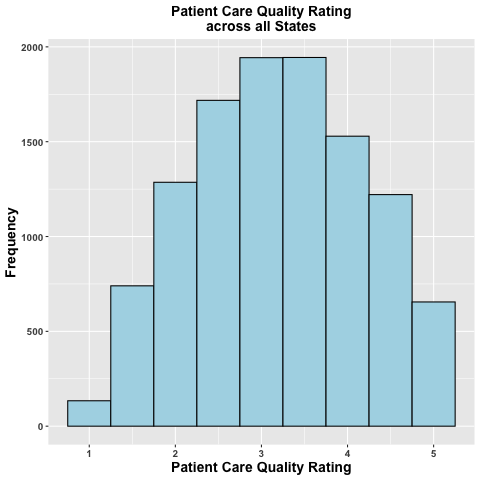 Patient Care Quality Rating
across all States
2000
1500
1000
500
0
Frequency
1 2 3 4 5
Patient Care Quality Rating